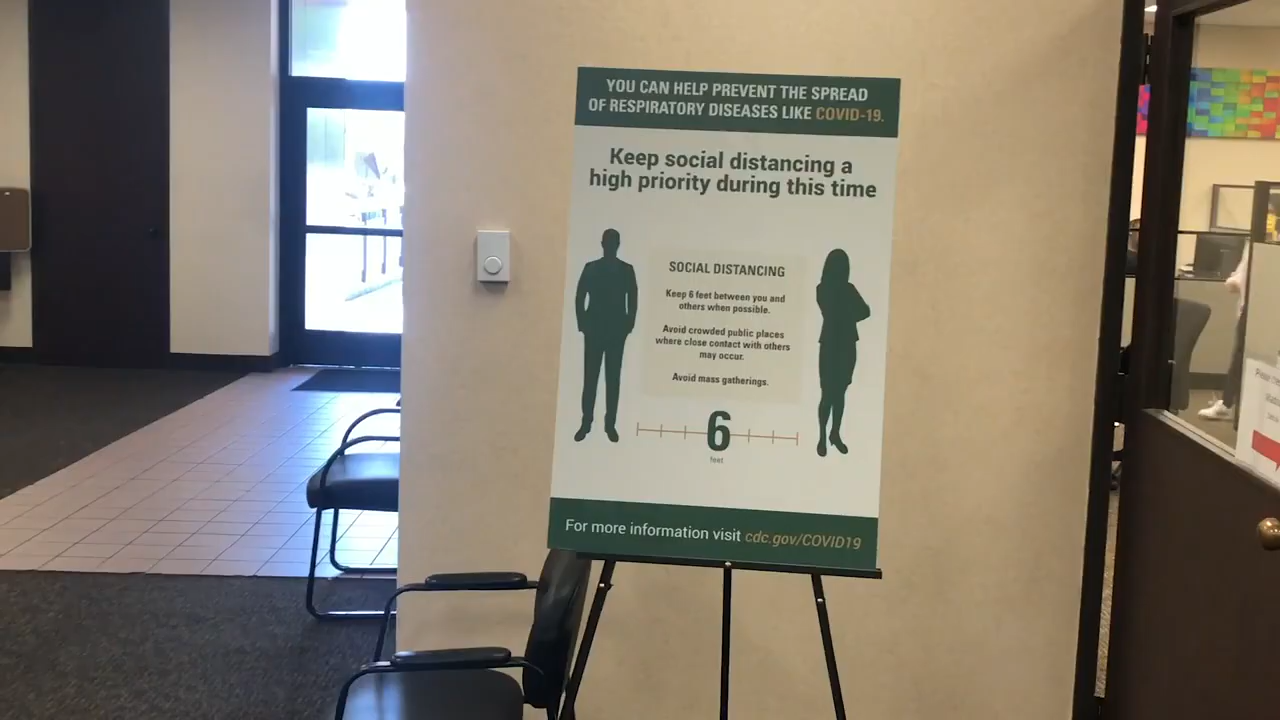 YOU CAN HELP PREVENT THE SPREAD
OF RESPIRATORY DISEASES LIKE COVID-19.
Keep social distancing a
high priority during this time
SOCIAL DISTANCING
Keep 6 feet between you and
others when possible.
Avoid crowded public places
where close contact with others
may occur.
Avoid mass gatherings.
6
feet
For more information visit cdc.gov/COVID19